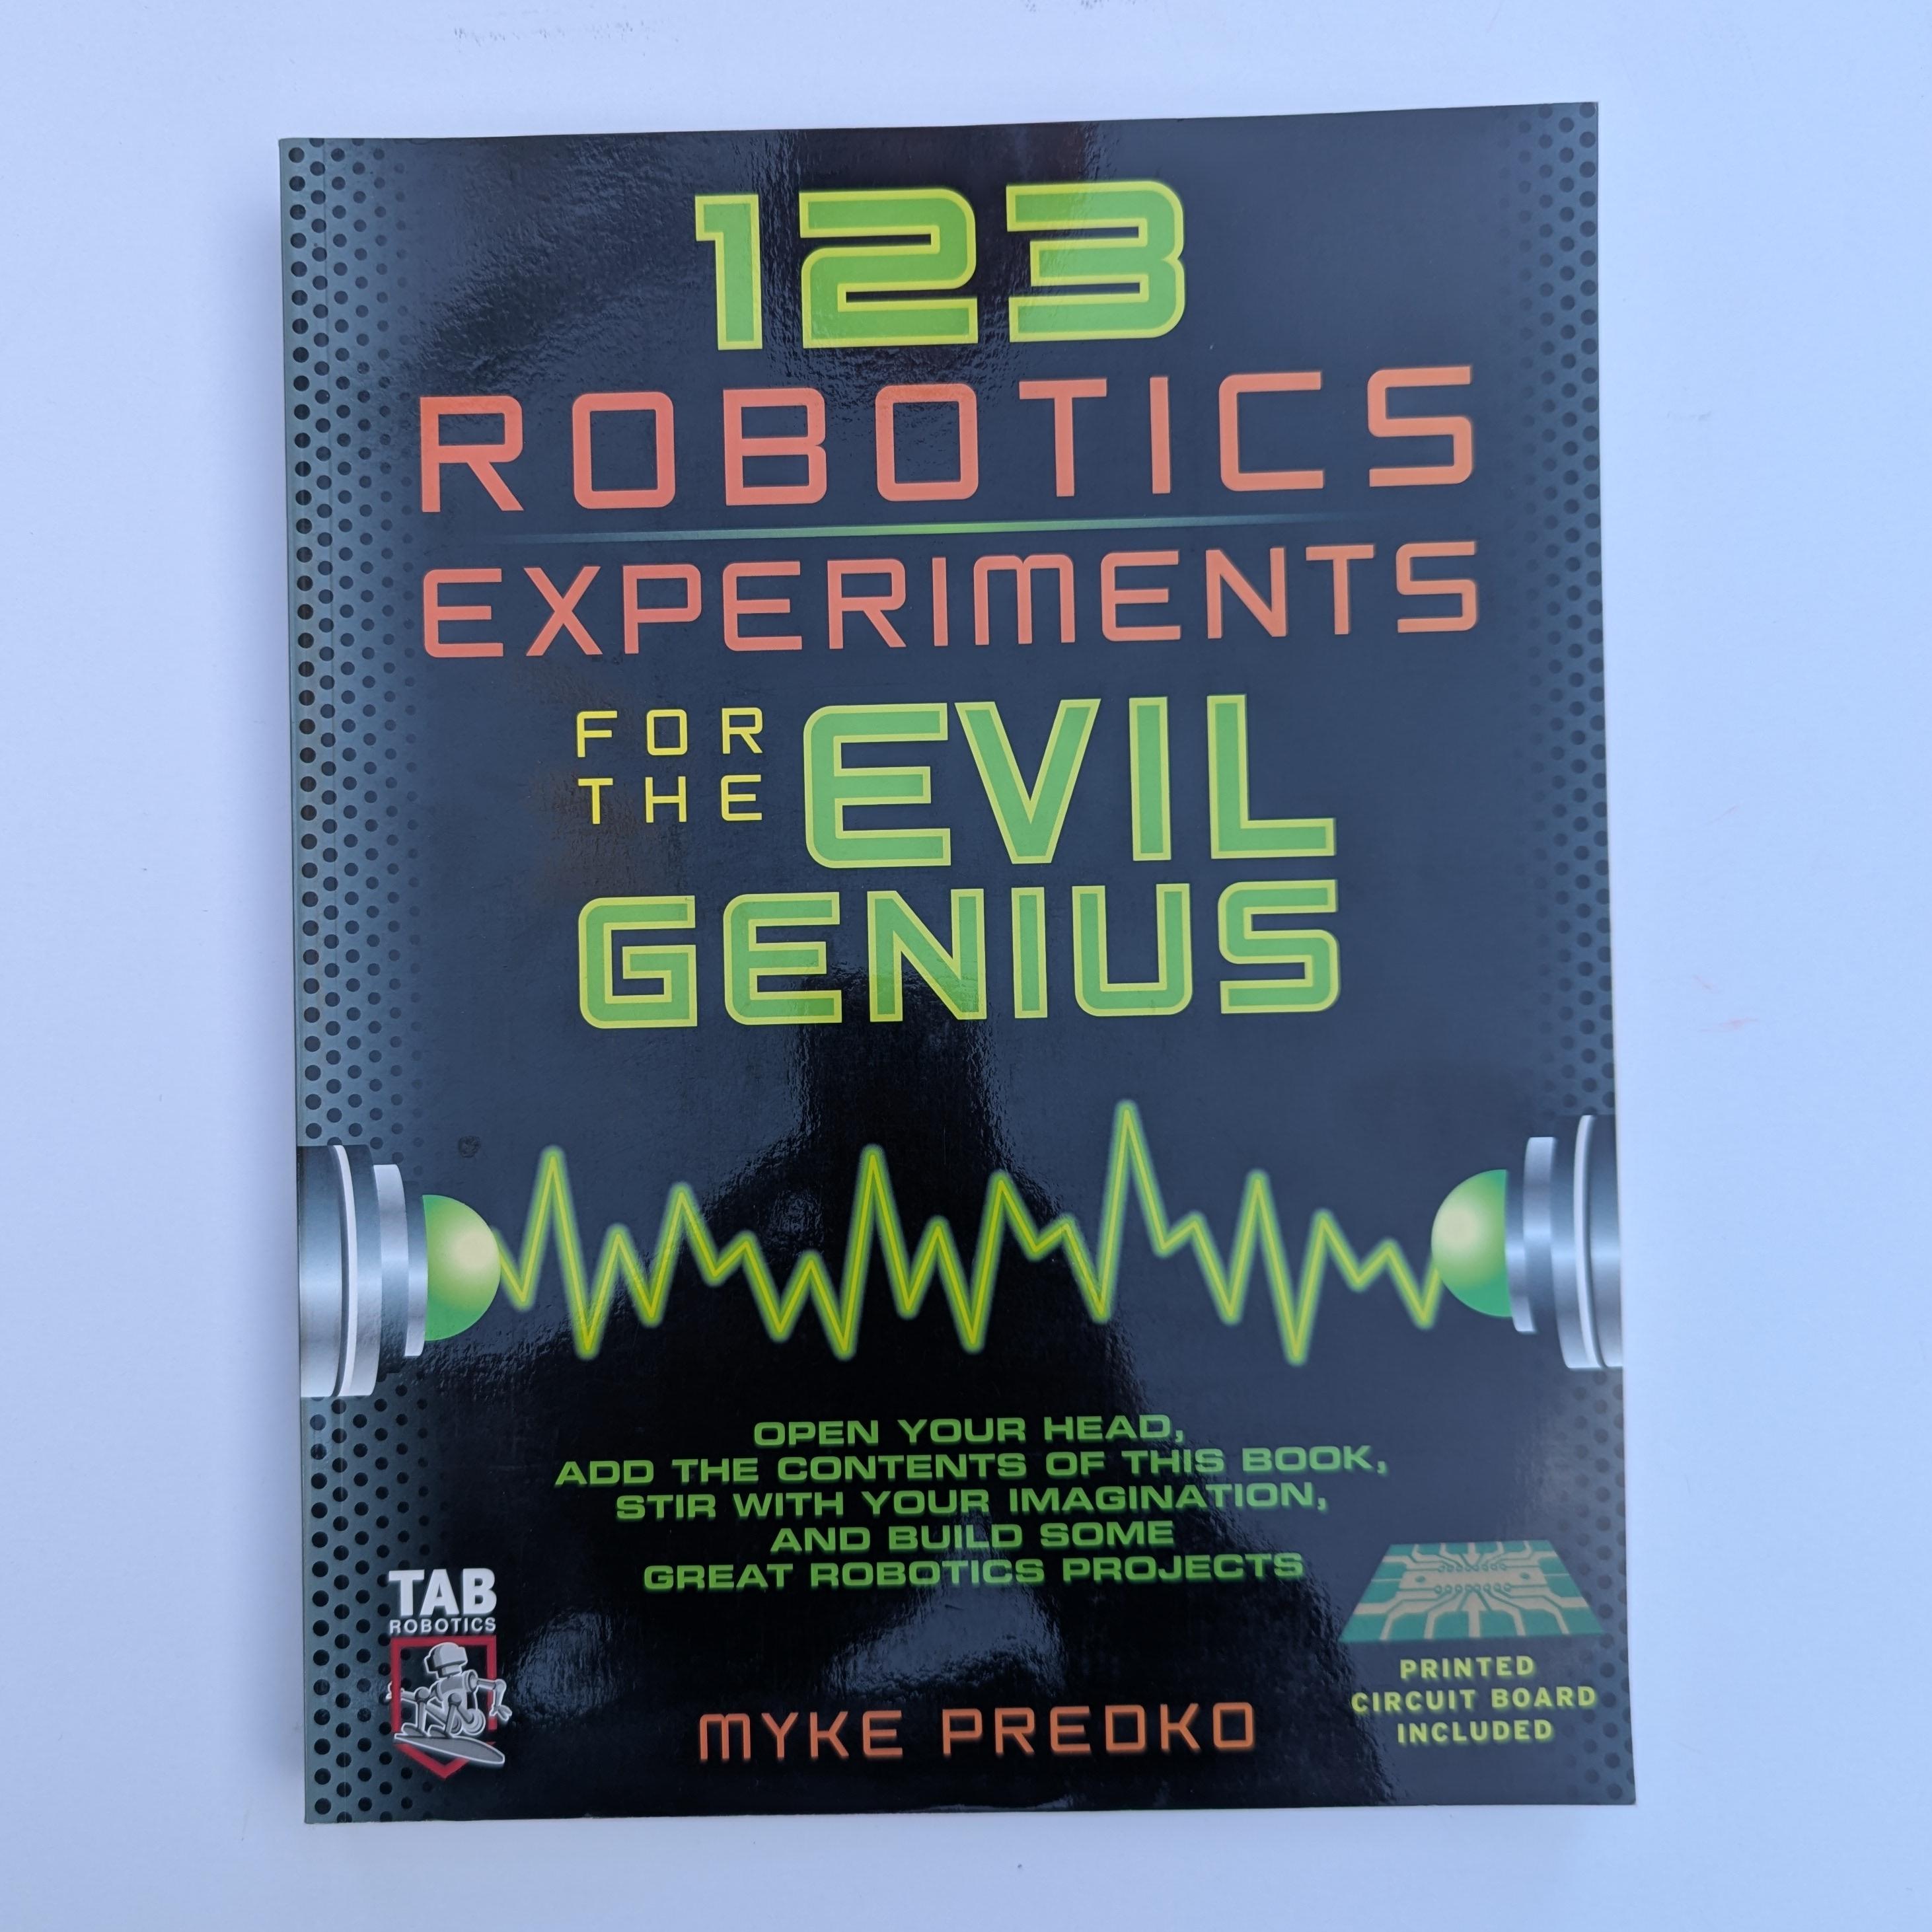 123
ROBOTICS
EXPERIMENTS
FOR
THE
EVIL
GENIUS
OPEN YOUR HEAD,
ADD THE CONTENTS OF THIS BOOK,
STIR WITH YOUR IMAGINATION,
AND BUILD SOME
GREAT ROBOTICS PROJECTS
TAB
ROBOTICS
PRINTED
CIRCUIT BOARD
INCLUDED
MYKE PREDKO